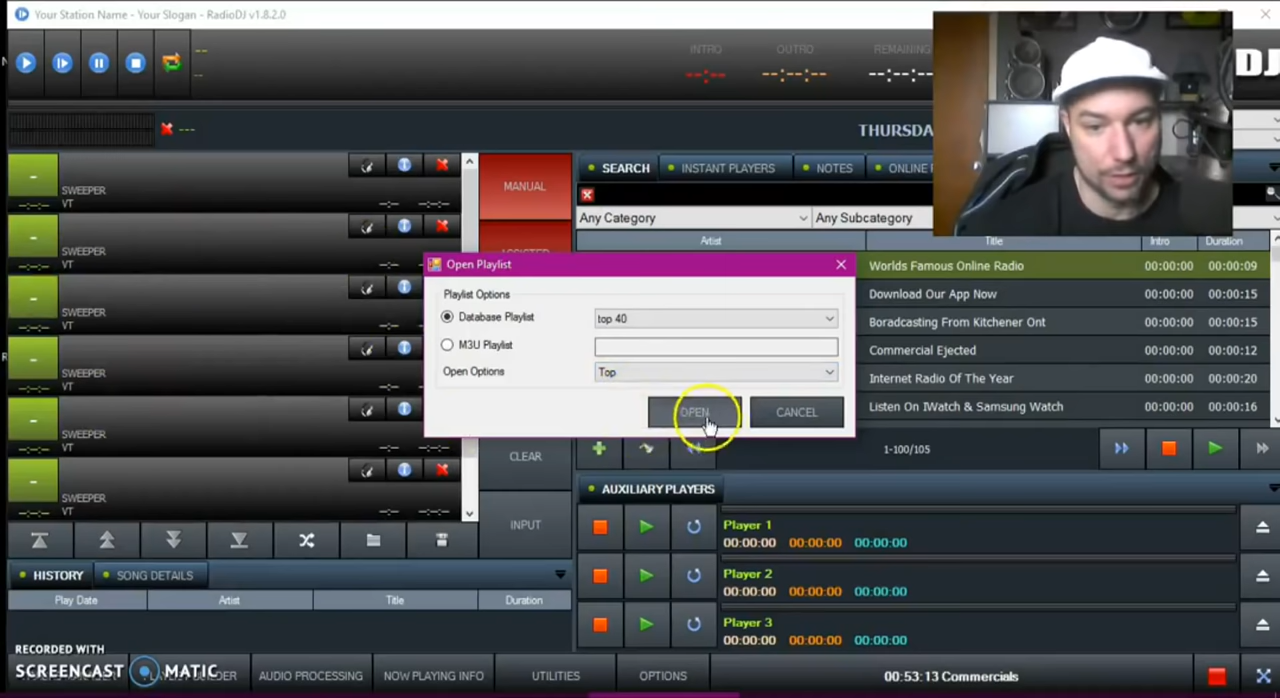 Your Station Name - Your Slogan - RadioDJ v1.8.2.0
INTRO
OUTRO
REMAINING
--:--
--:--
--:--
DJ
THURSDA
SWEEPER
VT
SWEEPER
VT
SWEEPER
VT
SWEEPER
VT
SWEEPER
VT
SWEEPER
VT
MANUAL
ASSISTED
CLEAR
INPUT
SEARCH
INSTANT PLAYERS
NOTES
ONLINE
Any Category
Any Subcategory
Artist
Title
Intro
Duration
Worlds Famous Online Radio 00:00:00 00:00:09
Download Our App Now 00:00:00 00:00:15
Boradcasting From Kitchener Ont 00:00:00 00:00:15
Commercial Ejected 00:00:00 00:00:12
Internet Radio Of The Year 00:00:00 00:00:20
Listen On IWatch & Samsung Watch 00:00:00 00:00:16
Open Playlist
Playlist Options
Database Playlist
top 40
M3U Playlist
Open Options
Top
OPEN
CANCEL
1-100/105
AUXILIARY PLAYERS
Player 1
00:00:00 00:00:00 00:00:00
Player 2
00:00:00 00:00:00 00:00:00
Player 3
00:00:00 00:00:00 00:00:00
HISTORY
SONG DETAILS
Play Date
Artist
Title
Duration
RECORDED WITH
SCREENCAST MATIC
AUDIO PROCESSING
NOW PLAYING INFO
UTILITIES
OPTIONS
00:53:13 Commercials